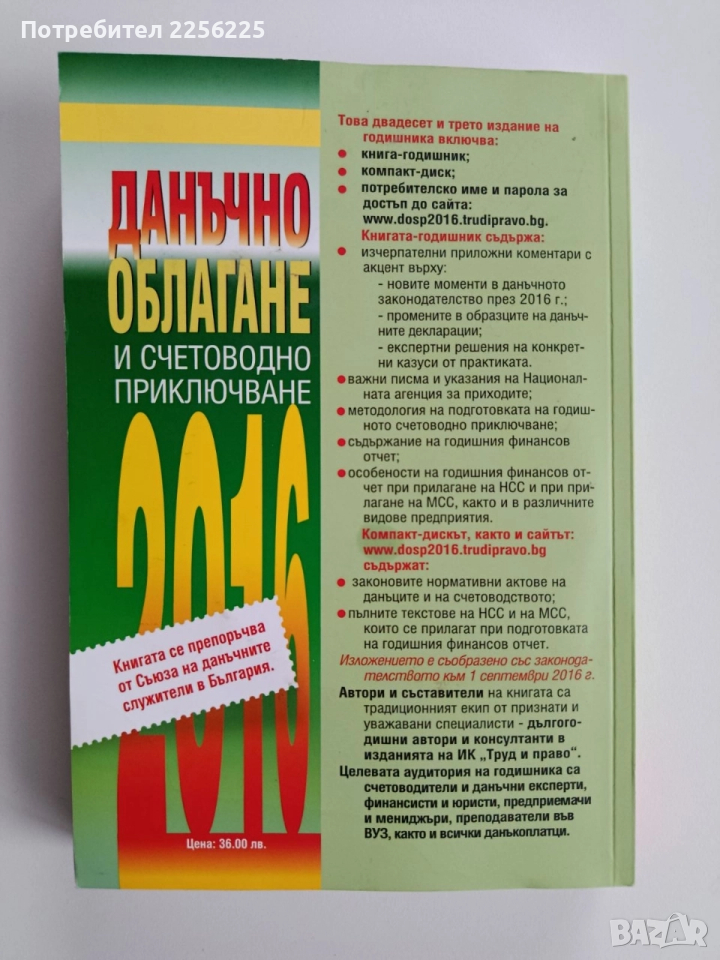 Потребител 2256225
ДАНЪЧНО
ОБЛАГАНЕ
И СЧЕТОВОДНО
ПРИКЛЮЧВАНЕ
2016
Книгата се препоръчва
от Съюза на данъчните
служители в България.
Цена: 36.00 лв.
Това двадесет и трето издание на
годишника включва:
• книга-годишник;
• компакт-диск;
• потребителско име и парола за
достъп до сайта:
www.dosp2016.trudipravo.bg.
Книгата-годишник съдържа:
• изчерпателни приложни коментари с
акцент върху:
- новите моменти в данъчното
законодателство през 2016 г.;
- промените в образците на данъч-
ните декларации;
- експертни решения на конкрет-
ни казуси от практиката.
• важни писма и указания на Национал-
ната агенция за приходите;
• методология на подготовката на годиш-
ното счетоводно приключване;
• съдържание на годишния финансов
отчет;
• особености на годишния финансов от-
чет при прилагане на НСС и при при-
лагане на МСС, както и в различните
видове предприятия.
Компакт-дискът, както и сайтът:
www.dosp2016.trudipravo.bg
съдържат:
• законовите нормативни актове на
данъците и на счетоводството;
• пълните текстове на НСС и на МСС,
които се прилагат при подготовката
на годишния финансов отчет.
Изложението е съобразено със законода-
телството към 1 септември 2016 г.
Автори и съставители на книгата са
традиционният екип от признати и
уважавани специалисти - дълго-
дишни автори и консултанти в
изданията на ИК „Труд и право“.
Целевата аудитория на годишника са
счетоводители и данъчни експерти,
финансисти и юристи, предприемачи
и мениджъри, преподаватели във
ВУЗ, както и всички данъкоплатци.
BAZAR